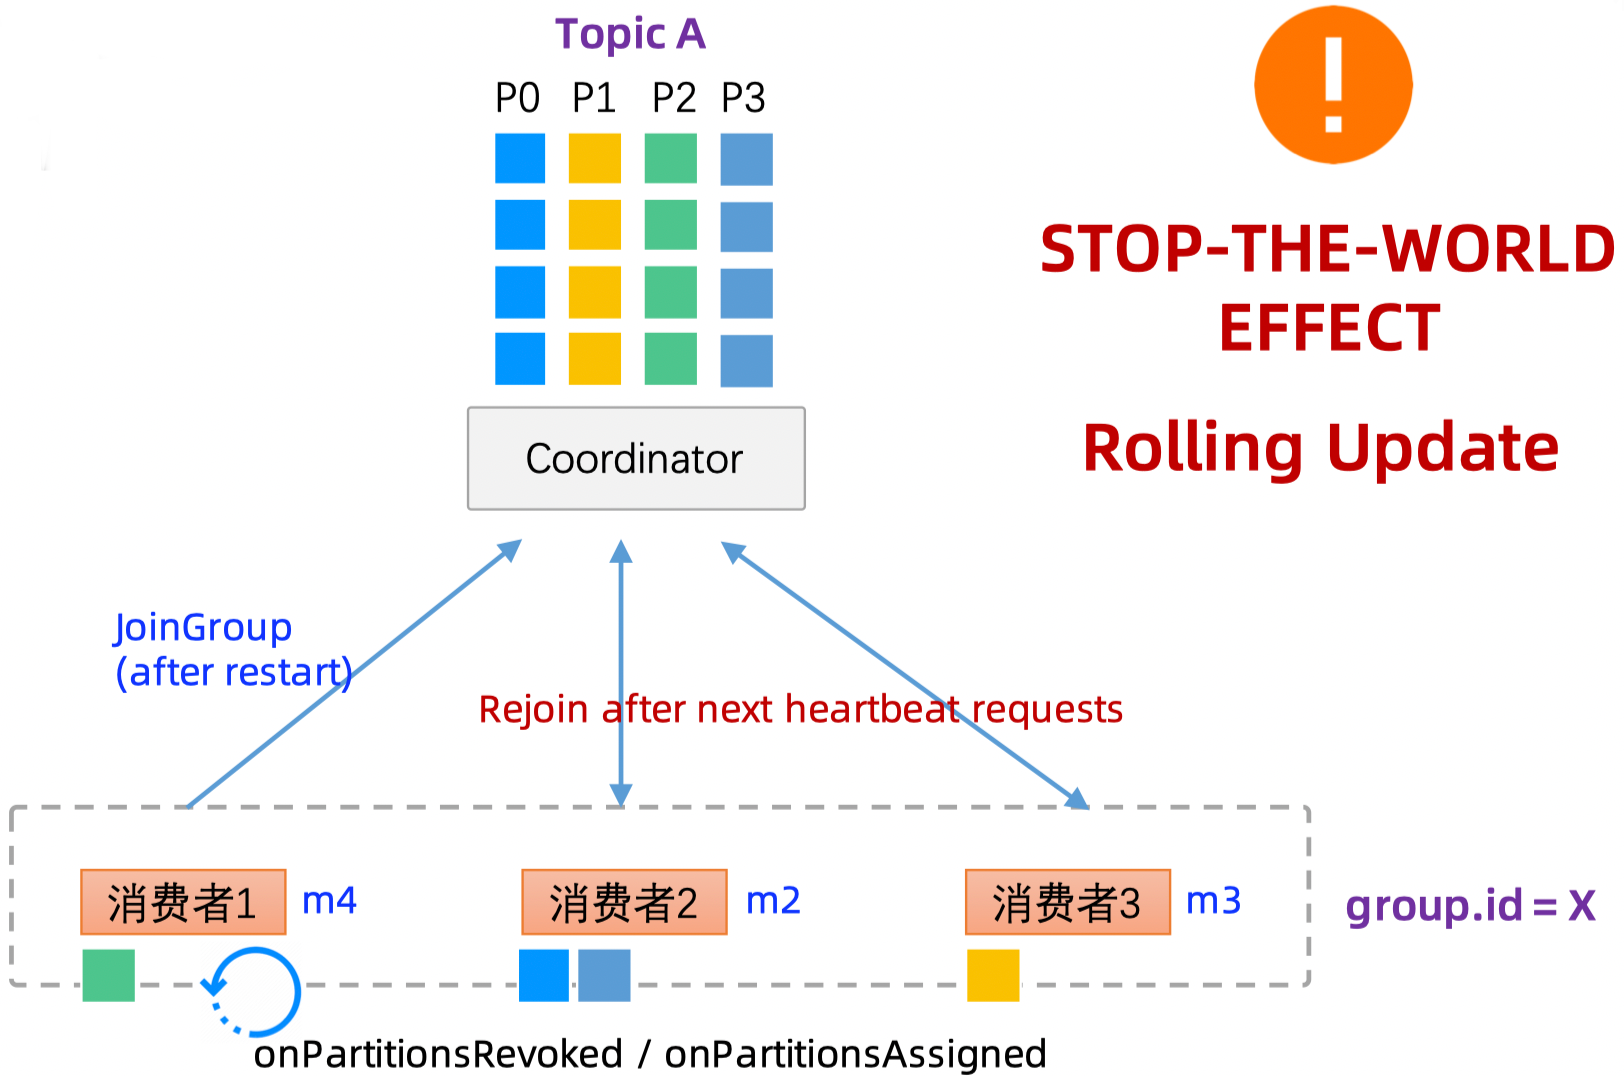 Topic A
P0 P1 P2 P3
STOP-THE-WORLD
EFFECT
Rolling Update
Coordinator
JoinGroup
(after restart)
Rejoin after next heartbeat requests
消费者1 m4 消费者2 m2 消费者3 m3
group.id = X
onPartitionsRevoked / onPartitionsAssigned